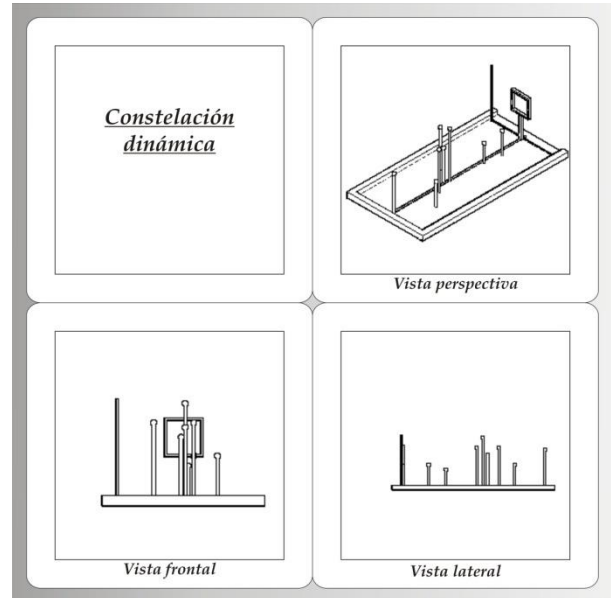 Constelación
dinámica
Vista perspectiva
Vista frontal
Vista lateral